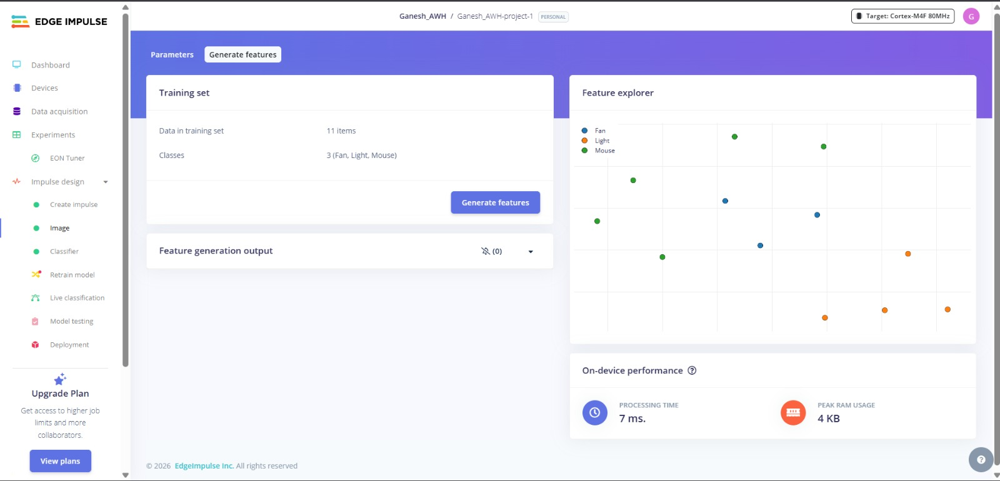 EDGE IMPULSE
Ganesh_AWH / Ganesh_AWH-project-1 PERSONAL
Target: Cortex-M4F 80MHz
G
Dashboard
Devices
Data acquisition
Experiments
EON Tuner
Impulse design
Create impulse
Image
Classifier
Retrain model
Live classification
Model testing
Deployment
Upgrade Plan
Get access to higher job
limits and more
collaborators.
View plans
Parameters
Generate features
Training set
Data in training set 11 items
Classes 3 (Fan, Light, Mouse)
Generate features
Feature generation output (0)
Feature explorer
Fan
Light
Mouse
On-device performance ?
PROCESSING TIME
7 ms.
PEAK RAM USAGE
4 KB
© 2026 EdgeImpulse Inc. All rights reserved
?